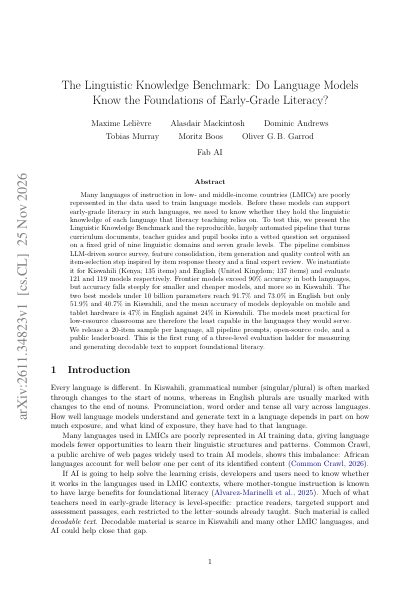 The Linguistic Knowledge Benchmark: Do Language Models
Know the Foundations of Early-Grade Literacy?
Maxime Lelièvre Alasdair Mackintosh Dominic Andrews
Tobias Murray Moritz Boos Oliver G. B. Garrod
Fab AI
arXiv:2611.34823v1 [cs.CL] 25 Nov 2026
Abstract
Many languages of instruction in low- and middle-income countries (LMICs) are poorly
represented in the data used to train language models. Before these models can support
early-grade literacy in such languages, we need to know whether they hold the linguistic
knowledge of each language that literacy teaching relies on. To test this, we present the
Linguistic Knowledge Benchmark and the reproducible, largely automated pipeline that turns
curriculum documents, teacher guides and pupil books into a vetted question set organised
on a fixed grid of nine linguistic domains and seven grade levels. The pipeline combines
LLM-driven source survey, feature consolidation, item generation and quality control with an
item-selection step inspired by item response theory and a final expert review. We instantiate
it for Kiswahili (Kenya; 135 items) and English (United Kingdom; 137 items) and evaluate
121 and 119 models respectively. Frontier models exceed 90% accuracy in both languages,
but accuracy falls steeply for smaller and cheaper models, and more so in Kiswahili. The
two best models under 10 billion parameters reach 91.7% and 73.0% in English but only
51.9% and 40.7% in Kiswahili, and the mean accuracy of models deployable on mobile and
tablet hardware is 47% in English against 24% in Kiswahili. The models most practical for
low-resource classrooms are therefore the least capable in the languages they would serve.
We release a 20-item sample per language, all pipeline prompts, open-source code, and a
public leaderboard. This is the first rung of a three-level evaluation ladder for measuring
and generating decodable text to support foundational literacy.
1 Introduction
Every language is different. In Kiswahili, grammatical number (singular/plural) is often marked
through changes to the start of nouns, whereas in English plurals are usually marked with
changes to the end of nouns. Pronunciation, word order and tense all vary across languages.
How well language models understand and generate text in a language depends in part on how
much exposure, and what kind of exposure, they have had to that language.
Many languages used in LMICs are poorly represented in AI training data, giving language
models fewer opportunities to learn their linguistic structures and patterns. Common Crawl,
a public archive of web pages widely used to train AI models, shows this imbalance: African
languages account for well below one per cent of its identified content (Common Crawl, 2026).
If AI is going to help solve the learning crisis, developers and users need to know whether
it works in the languages used in LMIC contexts, where mother-tongue instruction is known
to have large benefits for foundational literacy (Alvarez-Marinelli et al., 2025). Much of what
teachers need in early-grade literacy is level-specific: practice readers, targeted support and
assessment passages, each restricted to the letter–sounds already taught. Such material is called
decodable text. Decodable material is scarce in Kiswahili and many other LMIC languages, and
AI could help close that gap.
1